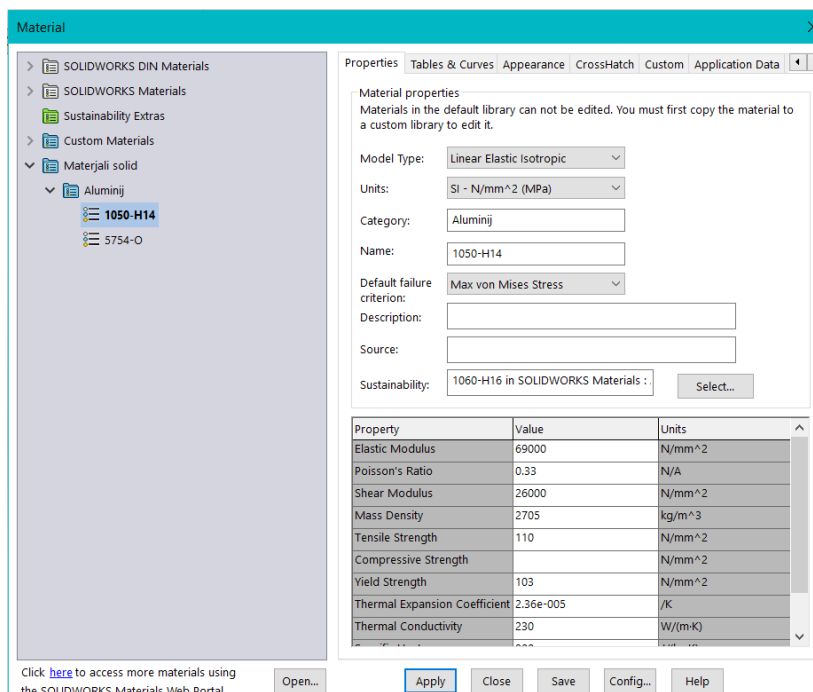 Material
SOLIDWORKS DIN Materials
SOLIDWORKS Materials
Sustainability Extras
Custom Materials
Materjali solid
Aluminij
1050-H14
5754-O
Click here to access more materials using
the SOLIDWORKS Materials Web Portal
Open...
Properties Tables & Curves Appearance CrossHatch Custom Application Data
Material properties
Materials in the default library can not be edited. You must first copy the material to
a custom library to edit it.
Model Type: Linear Elastic Isotropic
Units: SI - N/mm^2 (MPa)
Category: Aluminij
Name: 1050-H14
Default failure
criterion: Max von Mises Stress
Description:
Source:
Sustainability: 1060-H16 in SOLIDWORKS Materials : Select...
Property Value Units
Elastic Modulus 69000 N/mm^2
Poisson's Ratio 0.33 N/A
Shear Modulus 26000 N/mm^2
Mass Density 2705 kg/m^3
Tensile Strength 110 N/mm^2
Compressive Strength N/mm^2
Yield Strength 103 N/mm^2
Thermal Expansion Coefficient 2.36e-005 /K
Thermal Conductivity 230 W/(m·K)
Apply Close Save Config... Help